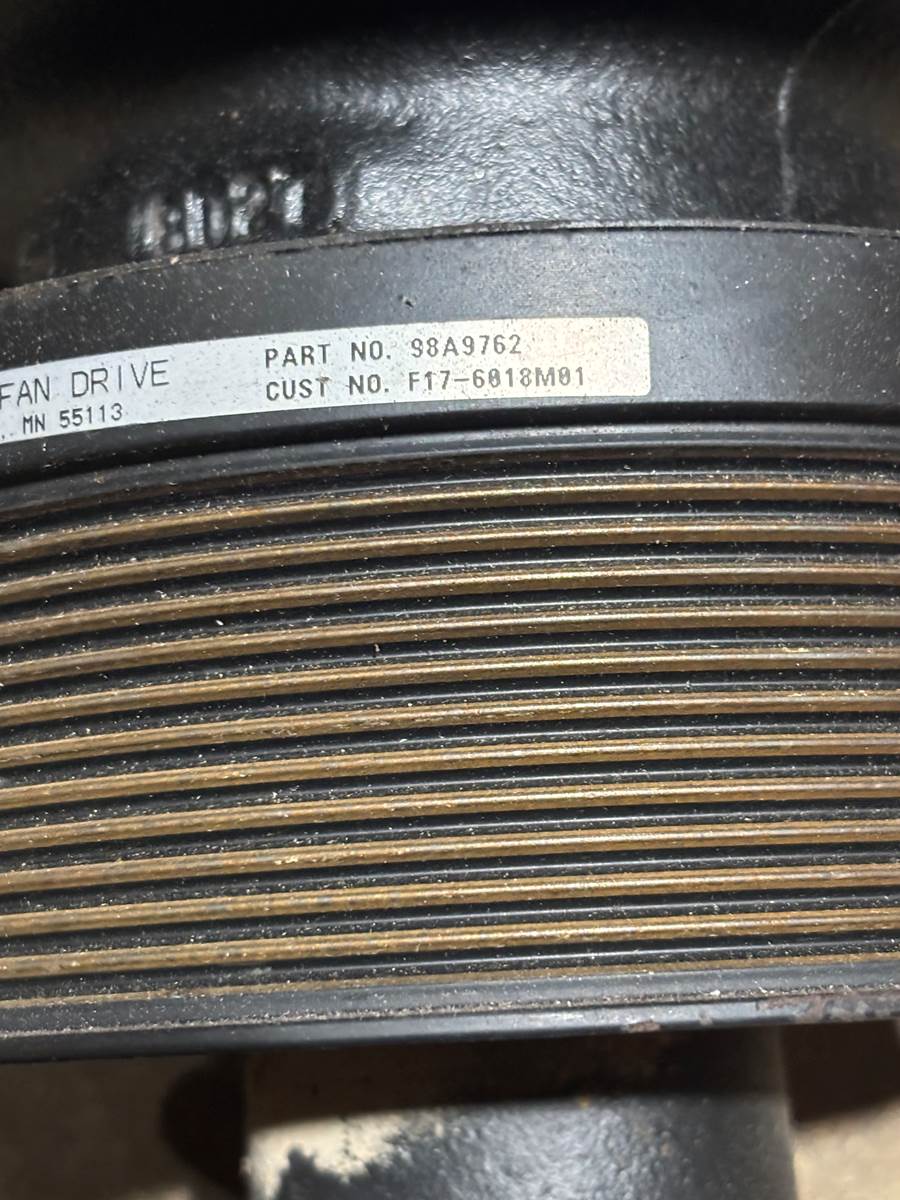 FAN DRIVE
MN 55113
PART NO. 98A9762
CUST NO. F17-6018M01